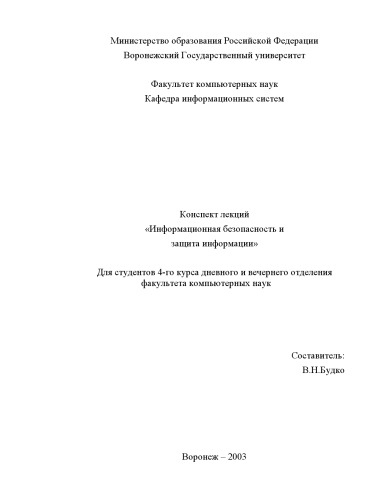 Министерство образования Российской Федерации
Воронежский Государственный университет
Факультет компьютерных наук
Кафедра информационных систем
Конспект лекций
«Информационная безопасность и
защита информации»
Для студентов 4-го курса дневного и вечернего отделения
факультета компьютерных наук
Составитель:
В.Н.Будко
Воронеж – 2003